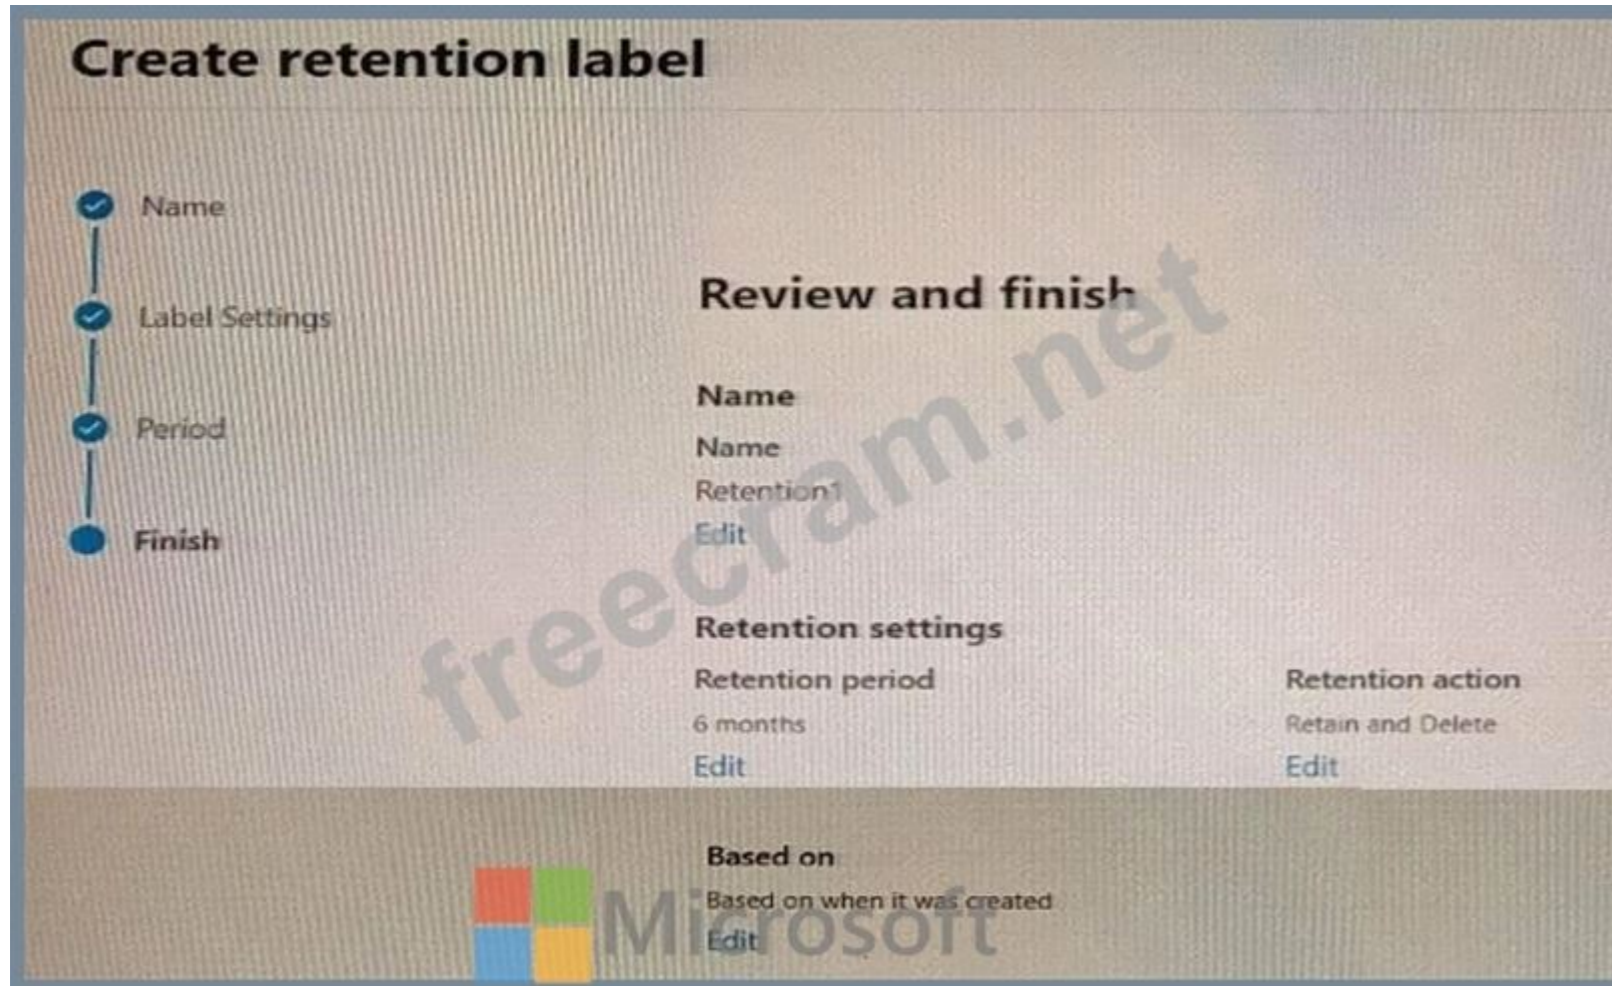 Create retention label
Name
Label Settings
Period
Finish
Review and finish
Name
Name
Retention1
Edit
Retention settings
Retention period
6 months
Edit
Retention action
Retain and Delete
Edit
Based on
Based on when it was created
Edit
Microsoft
freecram.net